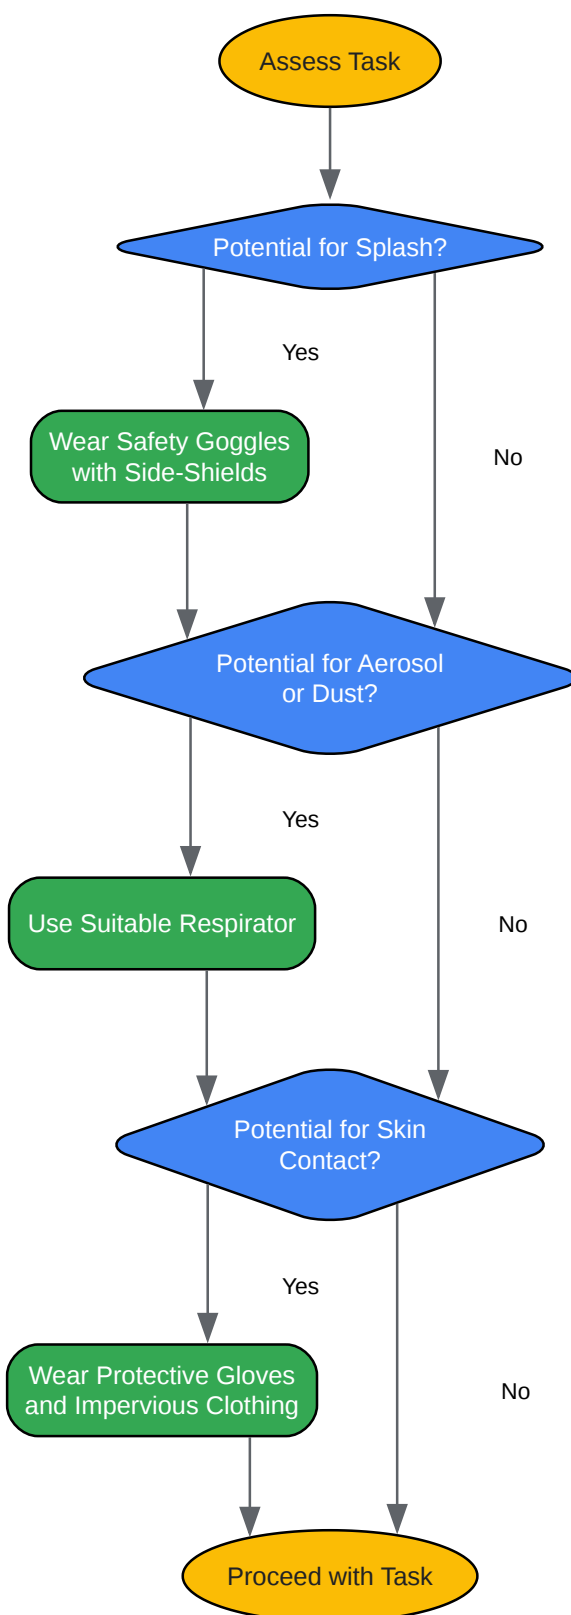 Assess Task
Potential for Splash?
Yes
Wear Safety Goggles
with Side-Shields
No
Potential for Aerosol
or Dust?
Yes
Use Suitable Respirator
No
Potential for Skin
Contact?
Yes
Wear Protective Gloves
and Impervious Clothing
No
Proceed with Task